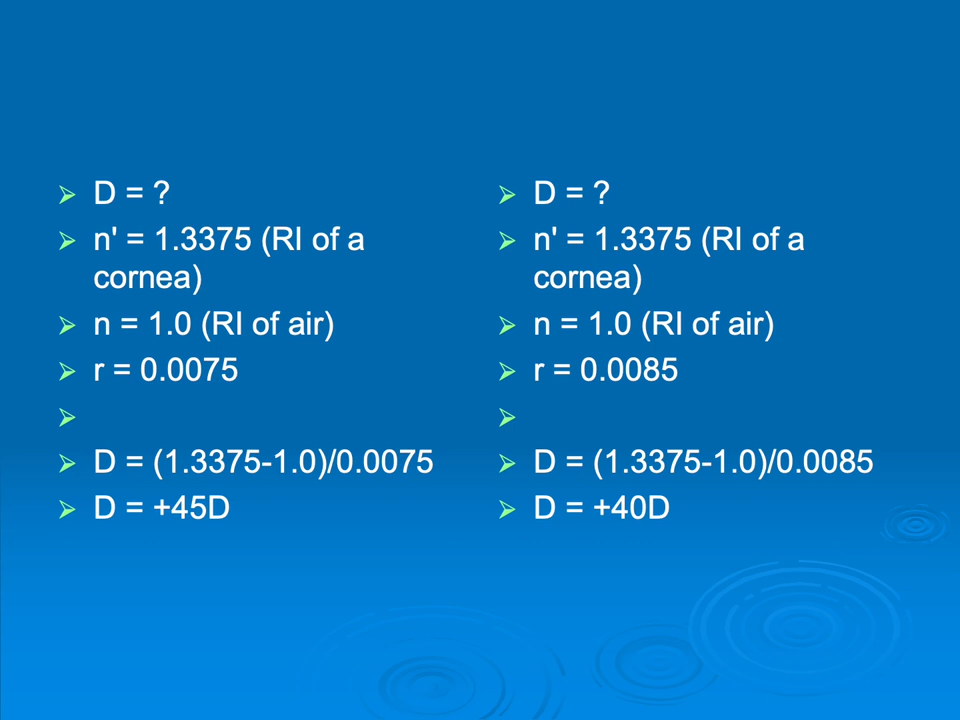 D = ?
n' = 1.3375 (RI of a
cornea)
n = 1.0 (RI of air)
r = 0.0075
D = (1.3375-1.0)/0.0075
D = +45D
D = ?
n' = 1.3375 (RI of a
cornea)
n = 1.0 (RI of air)
r = 0.0085
D = (1.3375-1.0)/0.0085
D = +40D